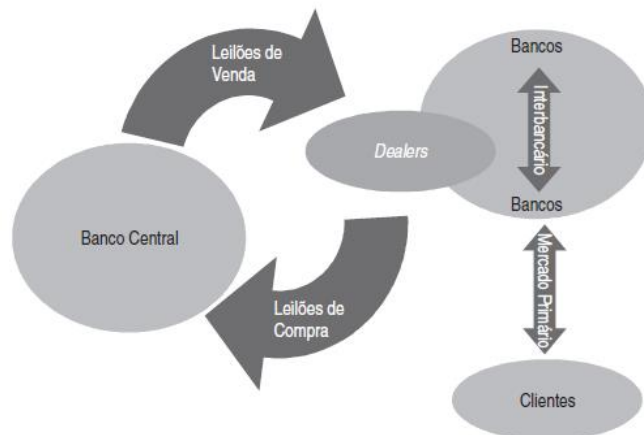 Leilões de
Venda
Bancos
Interbancário
Dealers
Bancos
Banco Central
Mercado Primário
Leilões de
Compra
Clientes